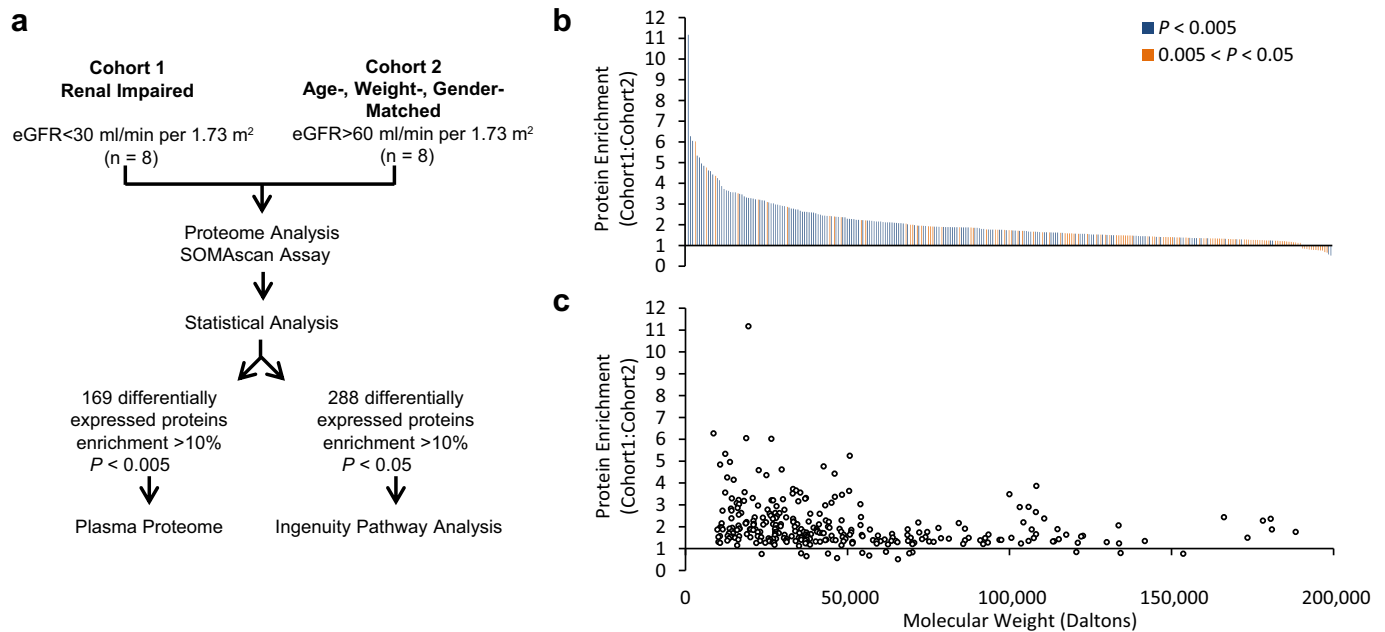 a
Cohort 1
Renal Impaired
eGFR<30 ml/min per 1.73 m²
(n = 8)
Cohort 2
Age-, Weight-, Gender-
Matched
eGFR>60 ml/min per 1.73 m²
(n = 8)
Proteome Analysis
SOMAscan Assay
Statistical Analysis
169 differentially
expressed proteins
enrichment >10%
P < 0.005
Plasma Proteome
288 differentially
expressed proteins
enrichment >10%
P < 0.05
Ingenuity Pathway Analysis
b
Protein Enrichment
(Cohort1:Cohort2)
12
11
10
9
8
7
6
5
4
3
2
1
0
P < 0.005
0.005 < P < 0.05
c
Protein Enrichment
(Cohort1:Cohort2)
12
11
10
9
8
7
6
5
4
3
2
1
0
0
50,000
100,000
150,000
200,000
Molecular Weight (Daltons)